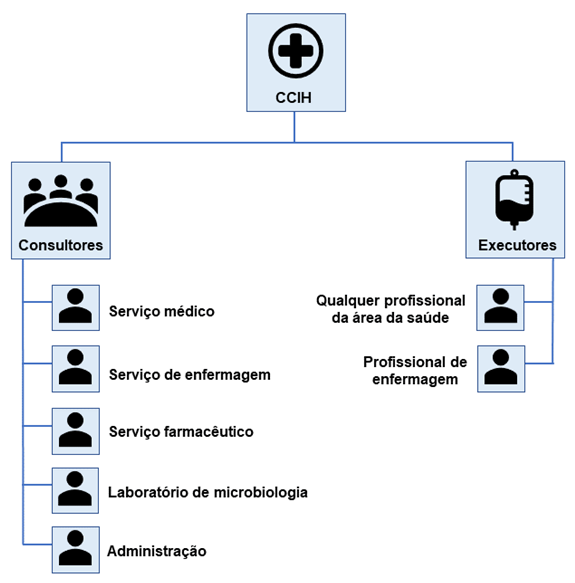 CCIH
Consultores
Executores
Serviço médico
Serviço de enfermagem
Serviço farmacêutico
Laboratório de microbiologia
Administração
Qualquer profissional
da área da saúde
Profissional de
enfermagem